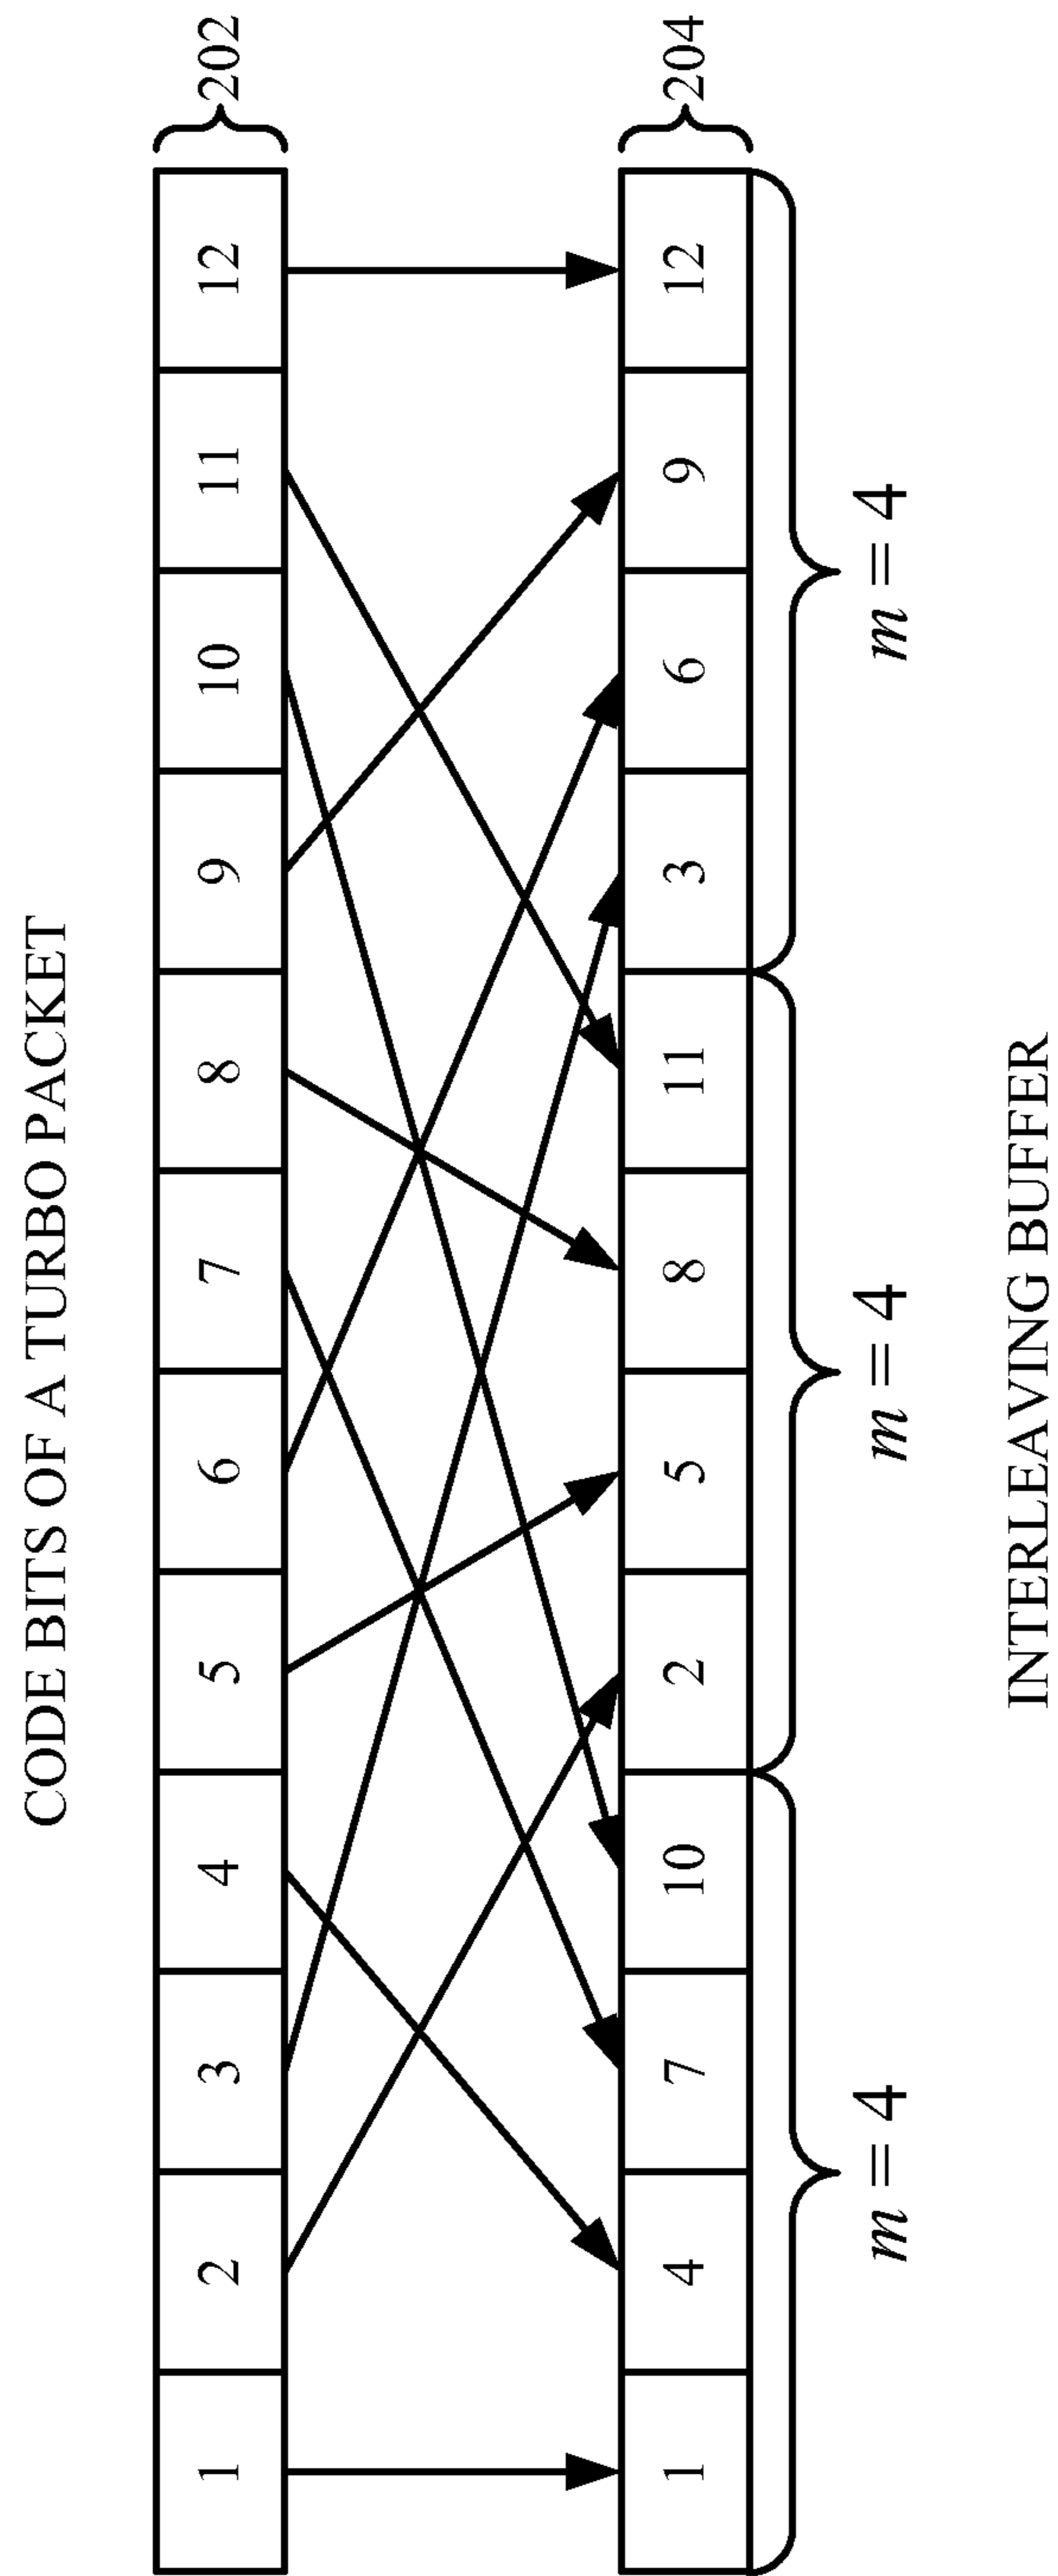 CODE BITS OF A TURBO PACKET
1 2 3 4 5 6 7 8 9 10 11 12 202
1 4 7 10 2 5 8 11 3 6 9 12 204
m = 4 m = 4 m = 4
INTERLEAVING BUFFER